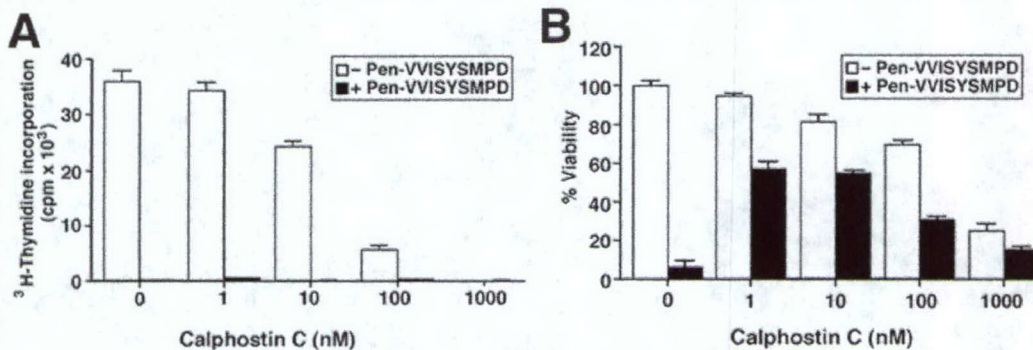 A
³H-Thymidine incorporation
(cpm x 10³)
40
30
20
10
0
− Pen-VVISYSMPD
+ Pen-VVISYSMPD
0 1 10 100 1000
Calphostin C (nM)
B
% Viability
120
100
80
60
40
20
0
− Pen-VVISYSMPD
+ Pen-VVISYSMPD
0 1 10 100 1000
Calphostin C (nM)